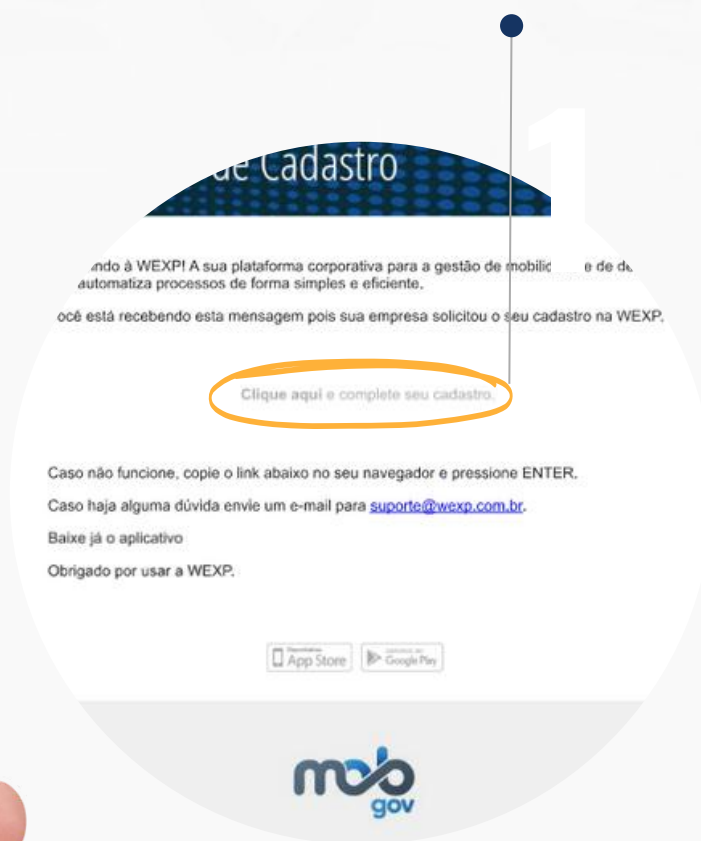 1
de Cadastro
ndo à WEXP! A sua plataforma corporativa para a gestão de mobilid e de de
automatiza processos de forma simples e eficiente.
ocê está recebendo esta mensagem pois sua empresa solicitou o seu cadastro na WEXP.
Clique aqui e complete seu cadastro.
Caso não funcione, copie o link abaixo no seu navegador e pressione ENTER.
Caso haja alguma dúvida envie um e-mail para suporte@wexp.com.br.
Baixe já o aplicativo
Obrigado por usar a WEXP.
App Store
Google Play
mob
gov